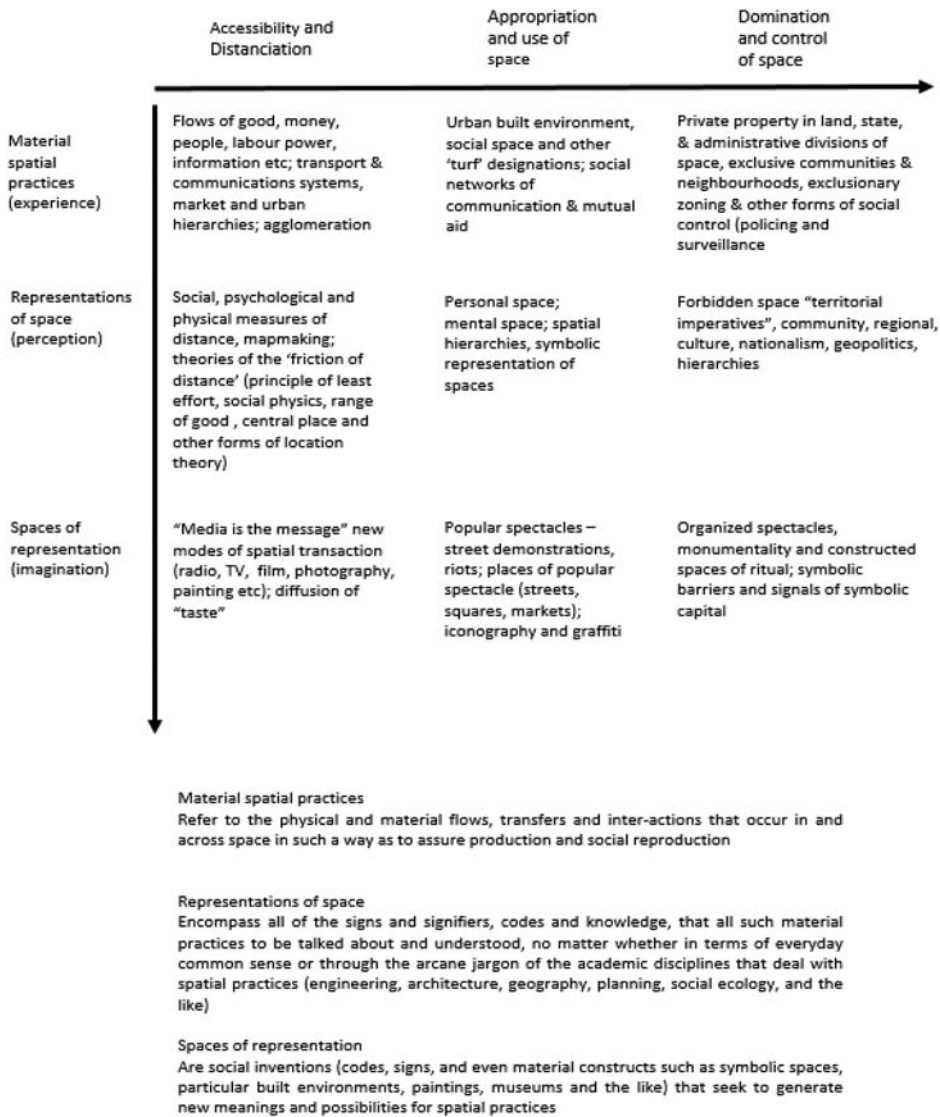 Accessibility and
Distanciation
Appropriation
and use of
space
Domination
and control
of space
Material
spatial
practices
(experience)
Flows of good, money,
people, labour power,
information etc; transport &
communications systems,
market and urban
hierarchies; agglomeration
Urban built environment,
social space and other
‘turf’ designations; social
networks of
communication & mutual
aid
Private property in land, state,
& administrative divisions of
space, exclusive communities &
neighbourhoods, exclusionary
zoning & other forms of social
control (policing and
surveillance
Representations
of space
(perception)
Social, psychological and
physical measures of
distance, mapmaking;
theories of the ‘friction of
distance’ (principle of least
effort, social physics, range
of good , central place and
other forms of location
theory)
Personal space;
mental space; spatial
hierarchies, symbolic
representation of
spaces
Forbidden space “territorial
imperatives”, community, regional,
culture, nationalism, geopolitics,
hierarchies
Spaces of
representation
(imagination)
“Media is the message” new
modes of spatial transaction
(radio, TV, film, photography,
painting etc); diffusion of
“taste”
Popular spectacles –
street demonstrations,
riots; places of popular
spectacle (streets,
squares, markets);
iconography and graffiti
Organized spectacles,
monumentality and constructed
spaces of ritual; symbolic
barriers and signals of symbolic
capital
Material spatial practices
Refer to the physical and material flows, transfers and inter-actions that occur in and
across space in such a way as to assure production and social reproduction
Representations of space
Encompass all of the signs and signifiers, codes and knowledge, that all such material
practices to be talked about and understood, no matter whether in terms of everyday
common sense or through the arcane jargon of the academic disciplines that deal with
spatial practices (engineering, architecture, geography, planning, social ecology, and the
like)
Spaces of representation
Are social inventions (codes, signs, and even material constructs such as symbolic spaces,
particular built environments, paintings, museums and the like) that seek to generate
new meanings and possibilities for spatial practices